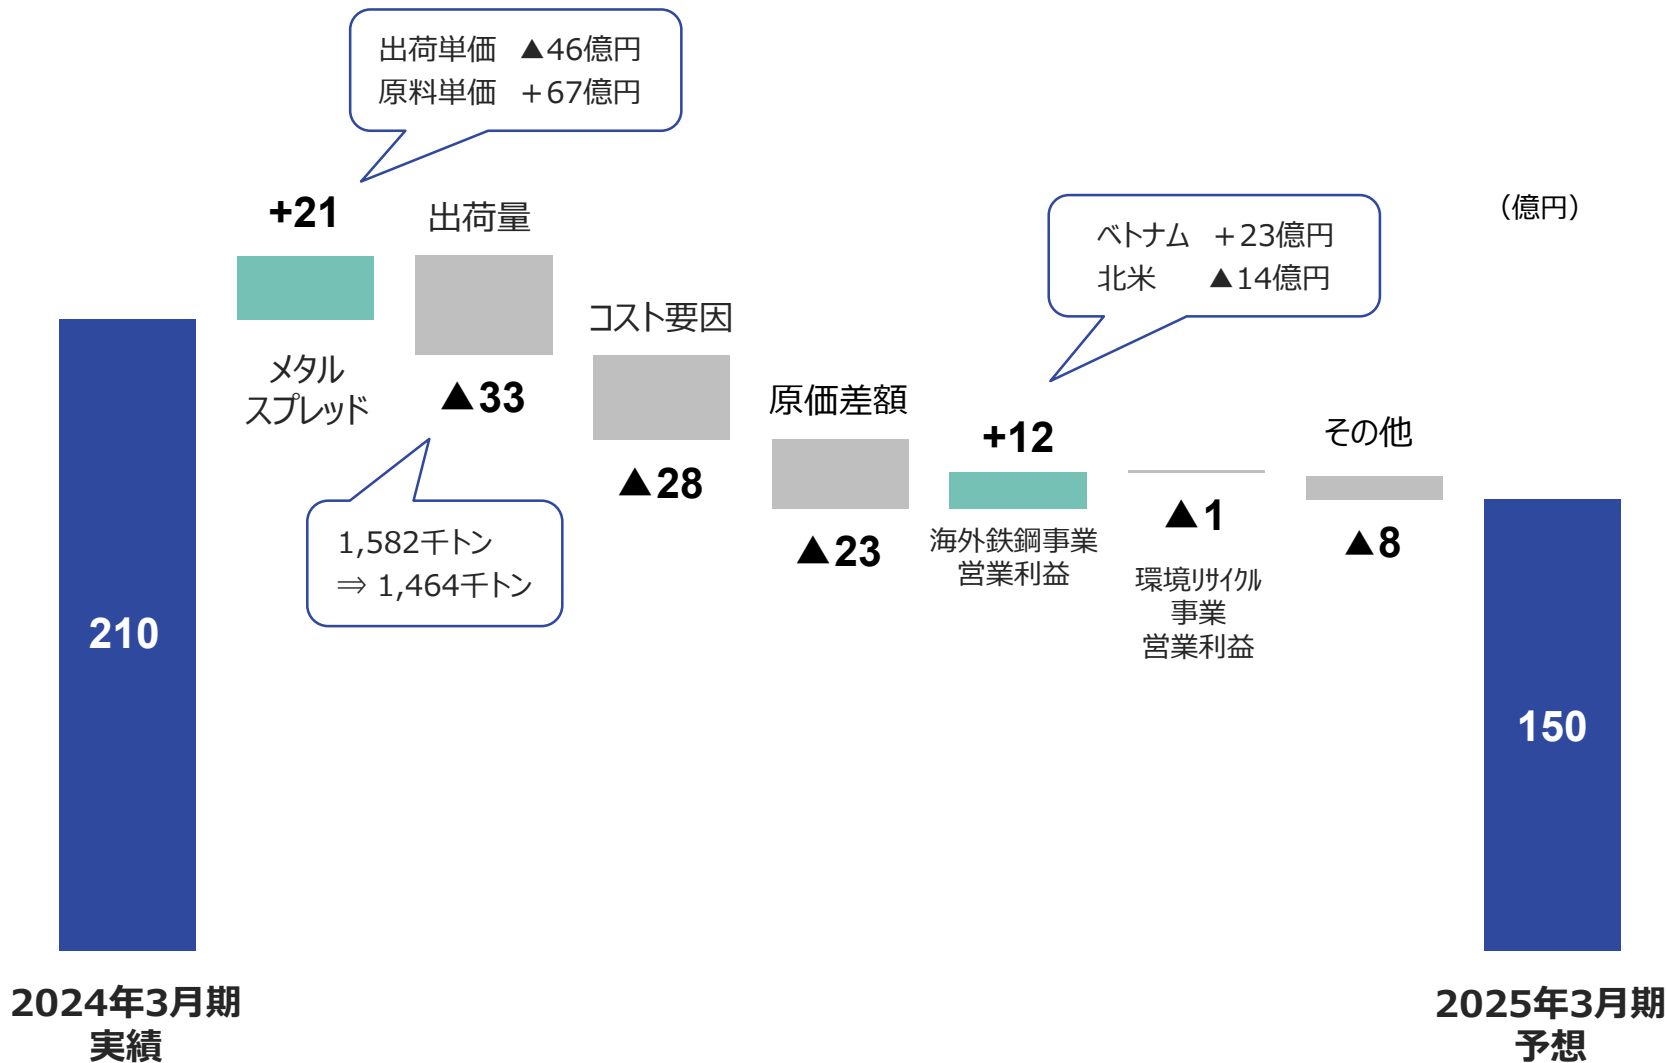 出荷単価 ▲46億円
原料単価 +67億円
(億円)
+21
メタル
スプレッド
出荷量
▲33
1,582千トン
⇒ 1,464千トン
コスト要因
▲28
原価差額
▲23
ベトナム +23億円
北米 ▲14億円
+12
海外鉄鋼事業
営業利益
▲1
環境リサイクル
事業
営業利益
その他
▲8
210
150
2024年3月期
実績
2025年3月期
予想